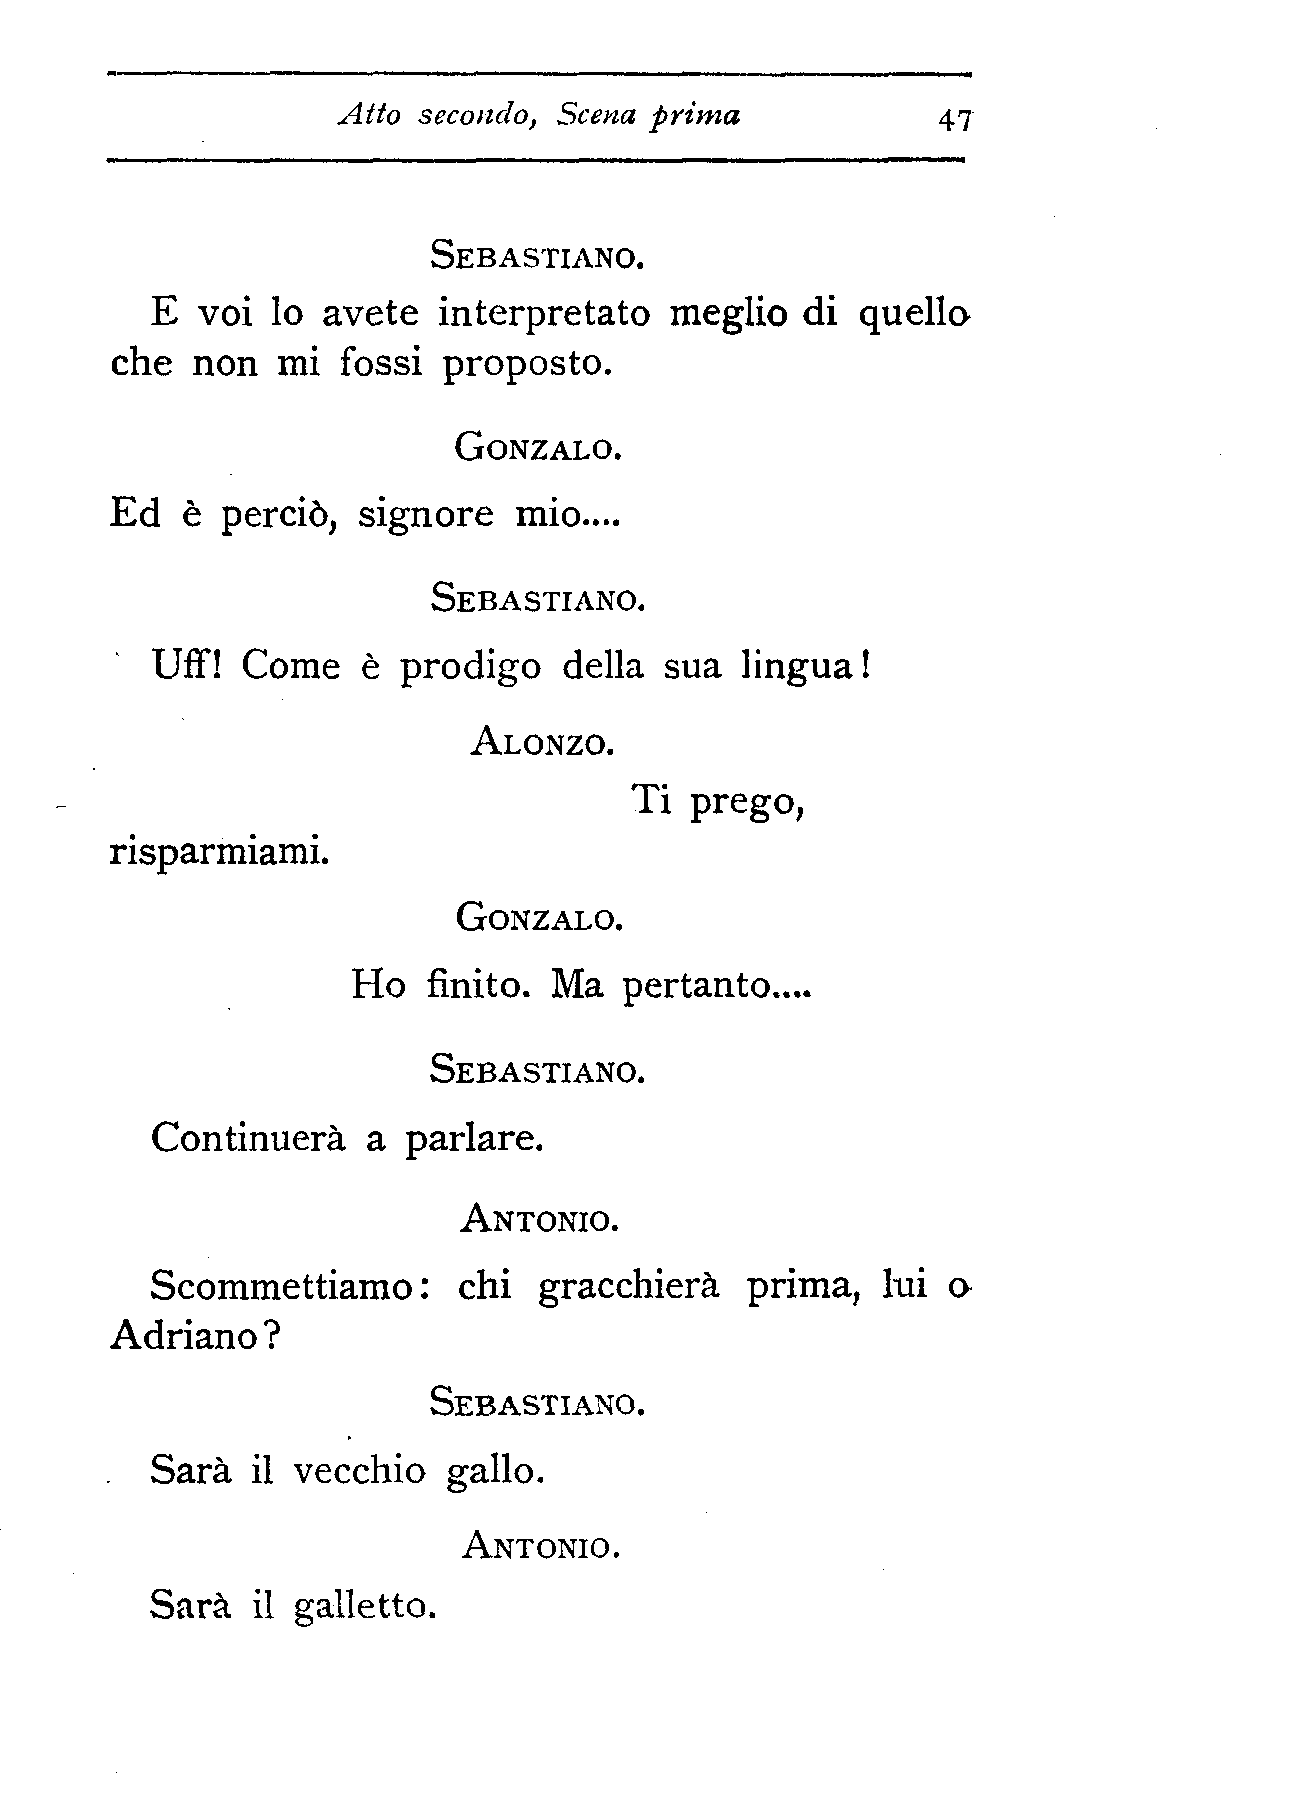 Atto secondo, Scena prima 47
SEBASTIANO.
E voi lo avete interpretato meglio di quello
che non mi fossi proposto.
GONZALO.
Ed è perciò, signore mio....
SEBASTIANO.
Uff! Come è prodigo della sua lingua!
ALONZO.
Ti prego,
risparmiami.
GONZALO.
Ho finito. Ma pertanto....
SEBASTIANO.
Continuerà a parlare.
ANTONIO.
Scommettiamo: chi gracchierà prima, lui o
Adriano?
SEBASTIANO.
Sarà il vecchio gallo.
ANTONIO.
Sarà il galletto.